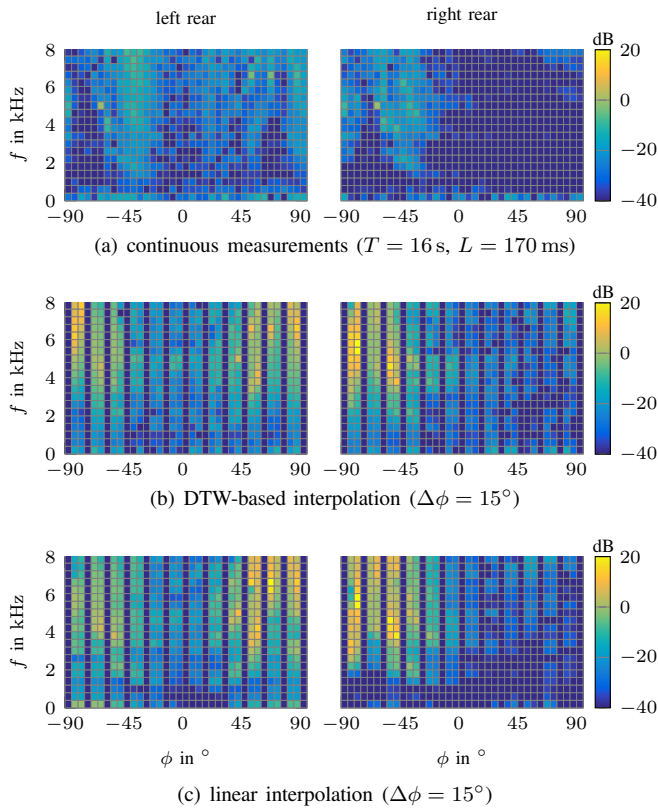 left rear
right rear
dB
8
6
4
2
0
f in kHz
−90 −45 0 45 90
−90 −45 0 45 90
20
0
−20
−40
(a) continuous measurements (T = 16 s, L = 170 ms)
dB
8
6
4
2
0
f in kHz
−90 −45 0 45 90
−90 −45 0 45 90
20
0
−20
−40
(b) DTW-based interpolation (Δϕ = 15°)
dB
8
6
4
2
0
f in kHz
−90 −45 0 45 90
−90 −45 0 45 90
20
0
−20
−40
ϕ in °
ϕ in °
(c) linear interpolation (Δϕ = 15°)